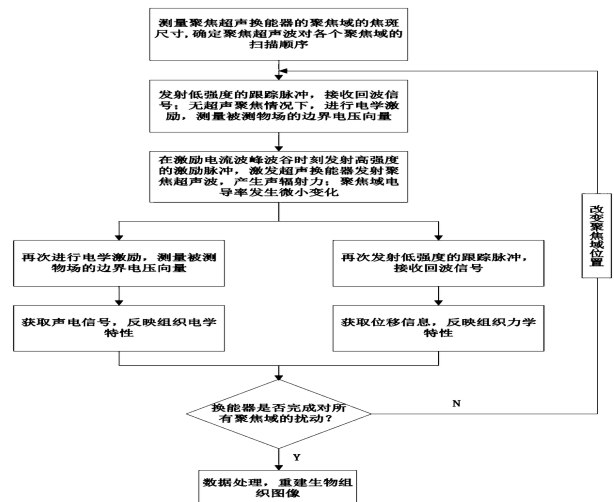 测量聚焦超声换能器的聚焦域的焦斑
尺寸,确定聚焦超声波对各个聚焦域的
扫描顺序
发射低强度的跟踪脉冲，接收回波信
号；无超声聚焦情况下，进行电学激
励，测量被测物场的边界电压向量
在激励电流波峰波谷时刻发射高强度
的激励脉冲，激发超声换能器发射聚
焦超声波，产生声辐射力；聚焦域电
导率发生微小变化
改变聚焦域位置
再次进行电学激励，测量被测
物场的边界电压向量
再次发射低强度的跟踪脉冲，
接收回波信号
获取声电信号，反映组织电学
特性
获取位移信息，反映组织力学
特性
换能器是否完成对所
有聚焦域的扰动？
N
Y
数据处理，重建生物组
织图像